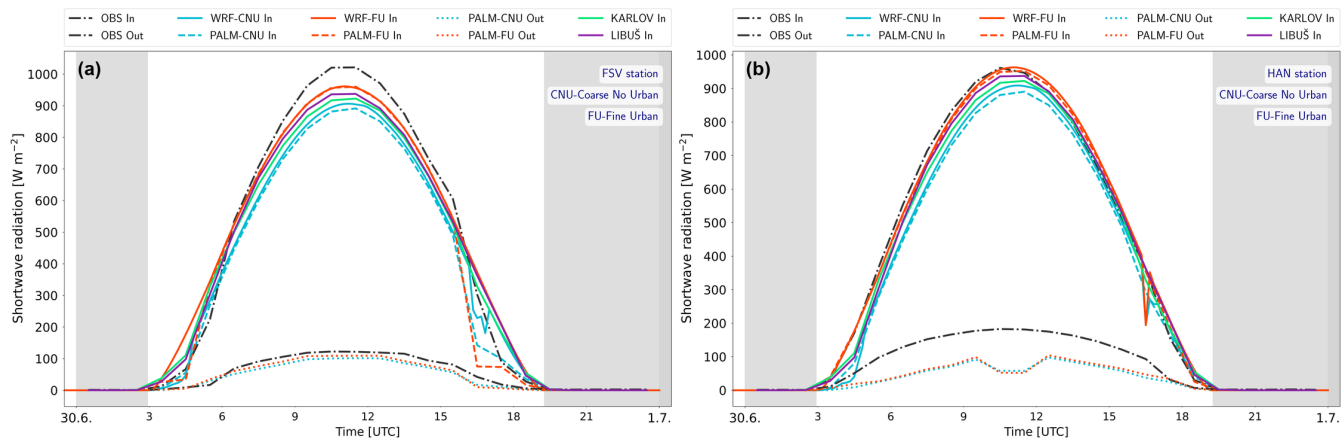 OBS In WRF-CNU In WRF-FU In PALM-CNU Out KARLOV In
OBS Out PALM-CNU In PALM-FU In PALM-FU Out LIBUŠ In
(a)
FSV station
CNU-Coarse No Urban
FU-Fine Urban
Shortwave radiation [W m⁻²]
1000
900
800
700
600
500
400
300
200
100
0
30.6. 3 6 9 12 15 18 21 1.7.
Time [UTC]
OBS In WRF-CNU In WRF-FU In PALM-CNU Out KARLOV In
OBS Out PALM-CNU In PALM-FU In PALM-FU Out LIBUŠ In
(b)
HAN station
CNU-Coarse No Urban
FU-Fine Urban
Shortwave radiation [W m⁻²]
1000
900
800
700
600
500
400
300
200
100
0
30.6. 3 6 9 12 15 18 21 1.7.
Time [UTC]